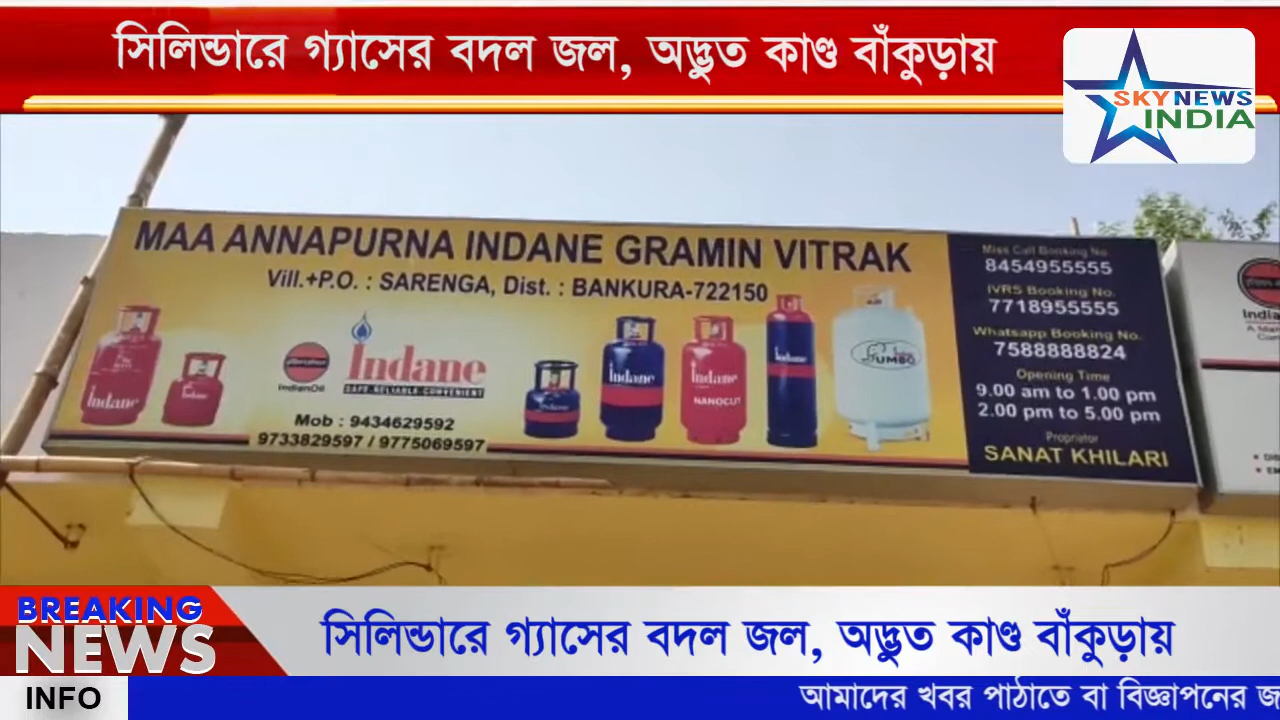 সিলিন্ডারে গ্যাসের বদল জল, অদ্ভুত কাণ্ড বাঁকুড়ায়
SKY NEWS
INDIA
MAA ANNAPURNA INDANE GRAMIN VITRAK
Vill.+P.O. : SARENGA, Dist. : BANKURA-722150
Miss Call Booking No.
8454955555
IVRS Booking No.
7718955555
Whatsapp Booking No.
7588888824
Opening Time
9.00 am to 1.00 pm
2.00 pm to 5.00 pm
Proprietor
SANAT KHILARI
IndianOil
Indane
SAFE. RELIABLE. CONVENIENT
Mob : 9434629592
9733829597 / 9775069597
Indane
Indane
Indane
Indane
Indane
NANOCUT
Indane
JUMBO
BREAKING
NEWS
সিলিন্ডারে গ্যাসের বদল জল, অদ্ভুত কাণ্ড বাঁকুড়ায়
INFO
আমাদের খবর পাঠাতে বা বিজ্ঞাপনের জ